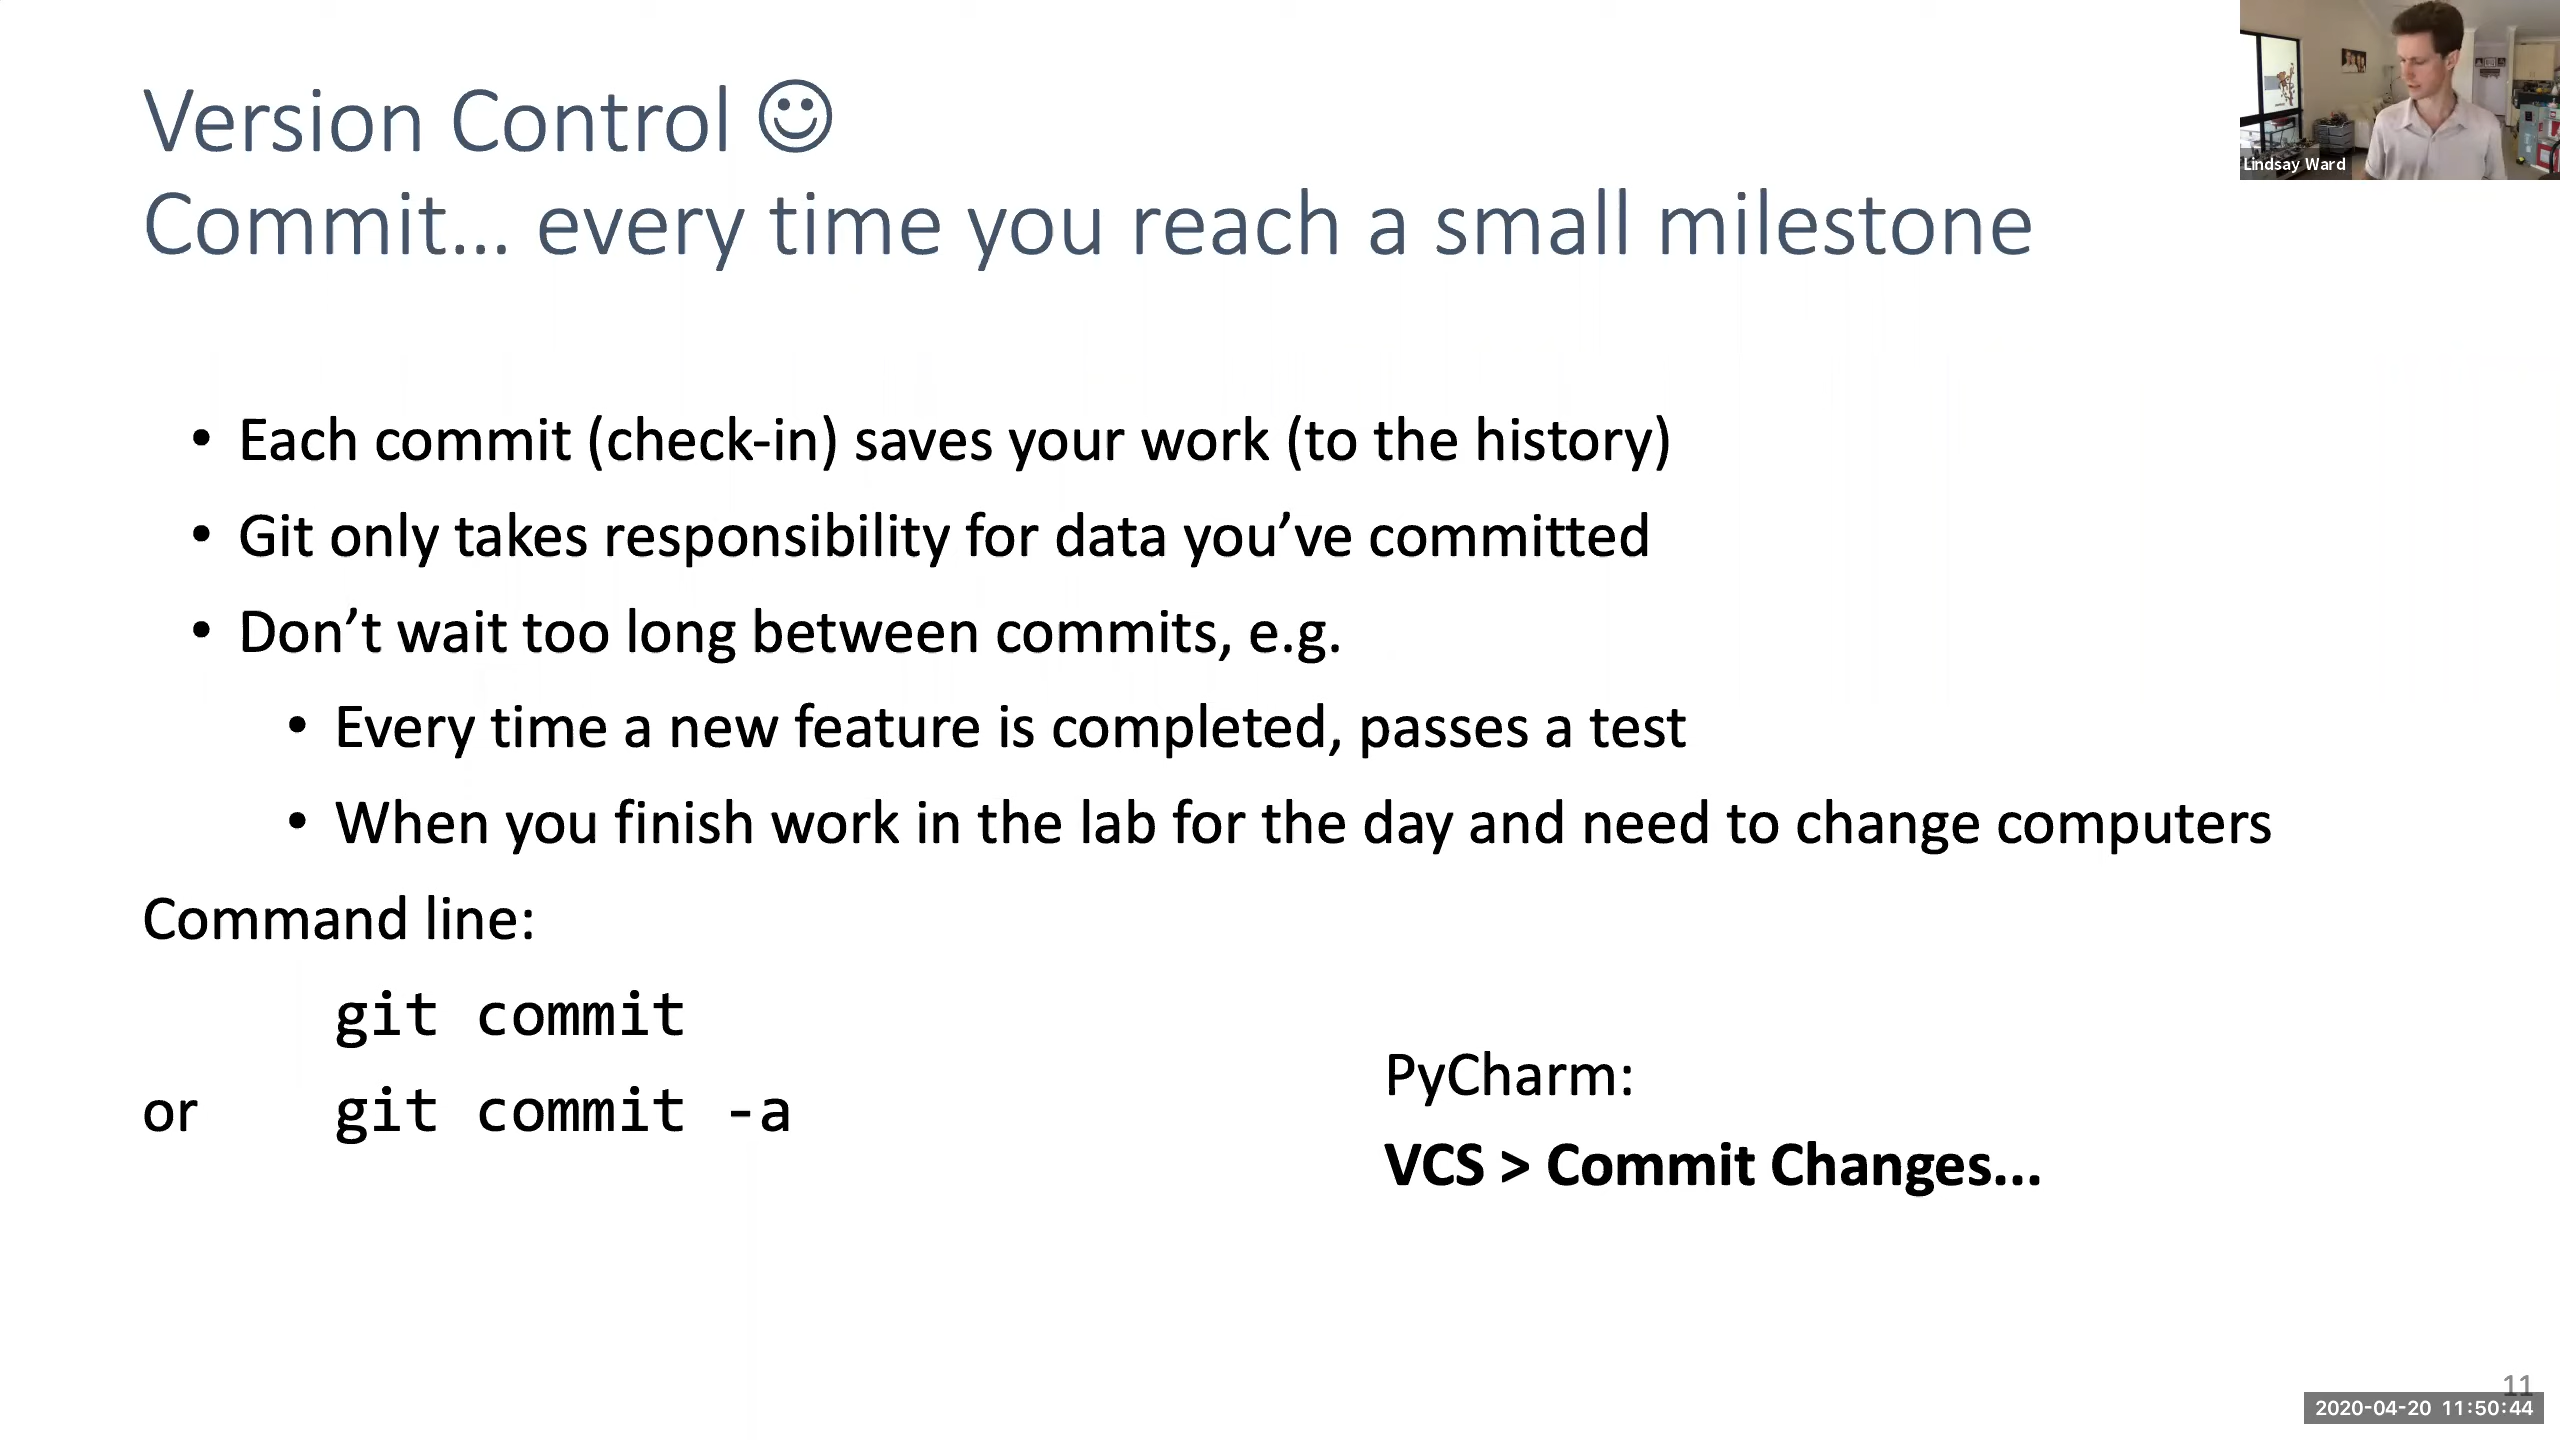 Version Control ☺
Commit... every time you reach a small milestone
Lindsay Ward
• Each commit (check-in) saves your work (to the history)
• Git only takes responsibility for data you’ve committed
• Don’t wait too long between commits, e.g.
• Every time a new feature is completed, passes a test
• When you finish work in the lab for the day and need to change computers
Command line:
git commit
or git commit -a
PyCharm:
VCS > Commit Changes...
11
2020-04-20 11:50:44